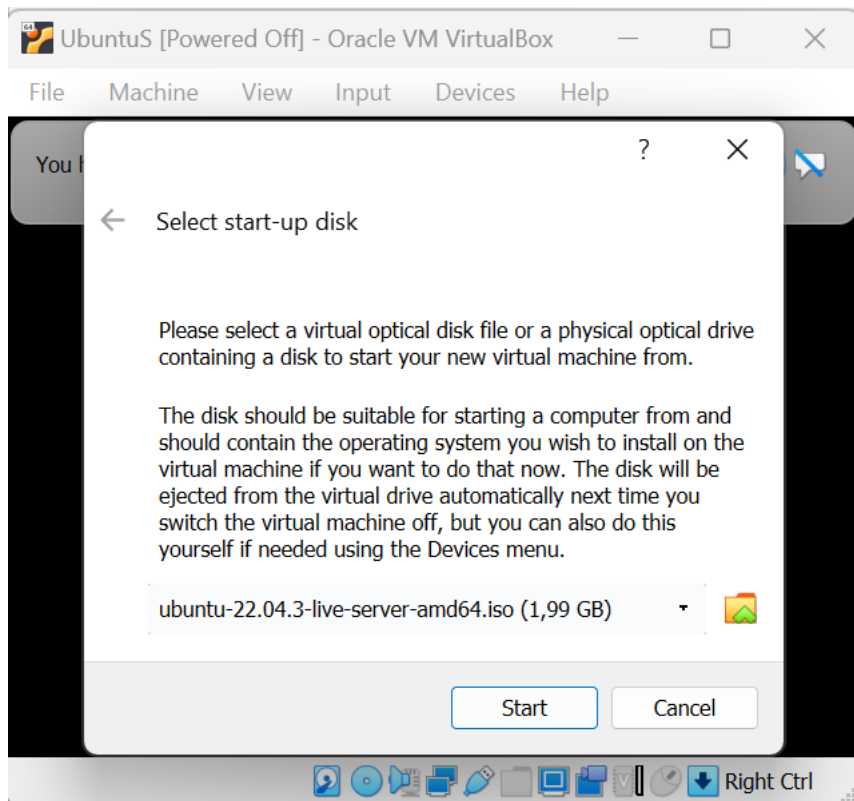 UbuntuS [Powered Off] - Oracle VM VirtualBox
File Machine View Input Devices Help
You
?
Select start-up disk
Please select a virtual optical disk file or a physical optical drive
containing a disk to start your new virtual machine from.
The disk should be suitable for starting a computer from and
should contain the operating system you wish to install on the
virtual machine if you want to do that now. The disk will be
ejected from the virtual drive automatically next time you
switch the virtual machine off, but you can also do this
yourself if needed using the Devices menu.
ubuntu-22.04.3-live-server-amd64.iso (1,99 GB)
Start Cancel
Right Ctrl